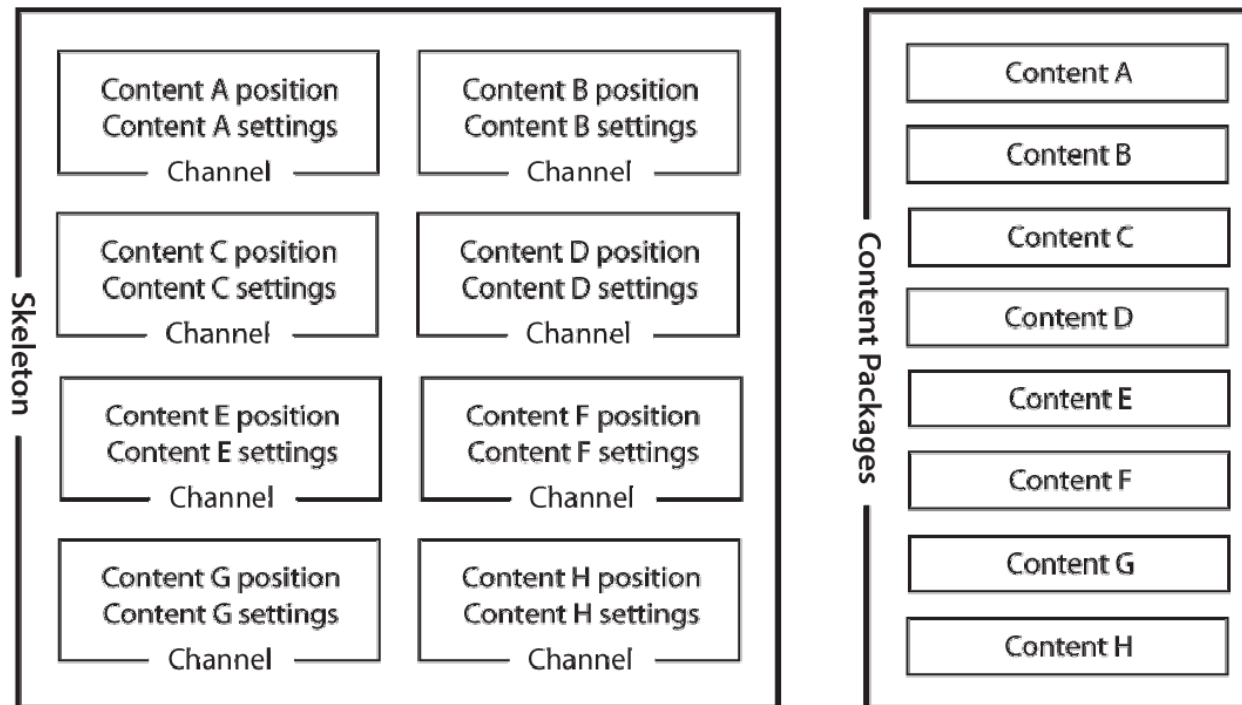 Skeleton
Content A position
Content A settings
Channel
Content B position
Content B settings
Channel
Content C position
Content C settings
Channel
Content D position
Content D settings
Channel
Content E position
Content E settings
Channel
Content F position
Content F settings
Channel
Content G position
Content G settings
Channel
Content H position
Content H settings
Channel
Content Packages
Content A
Content B
Content C
Content D
Content E
Content F
Content G
Content H